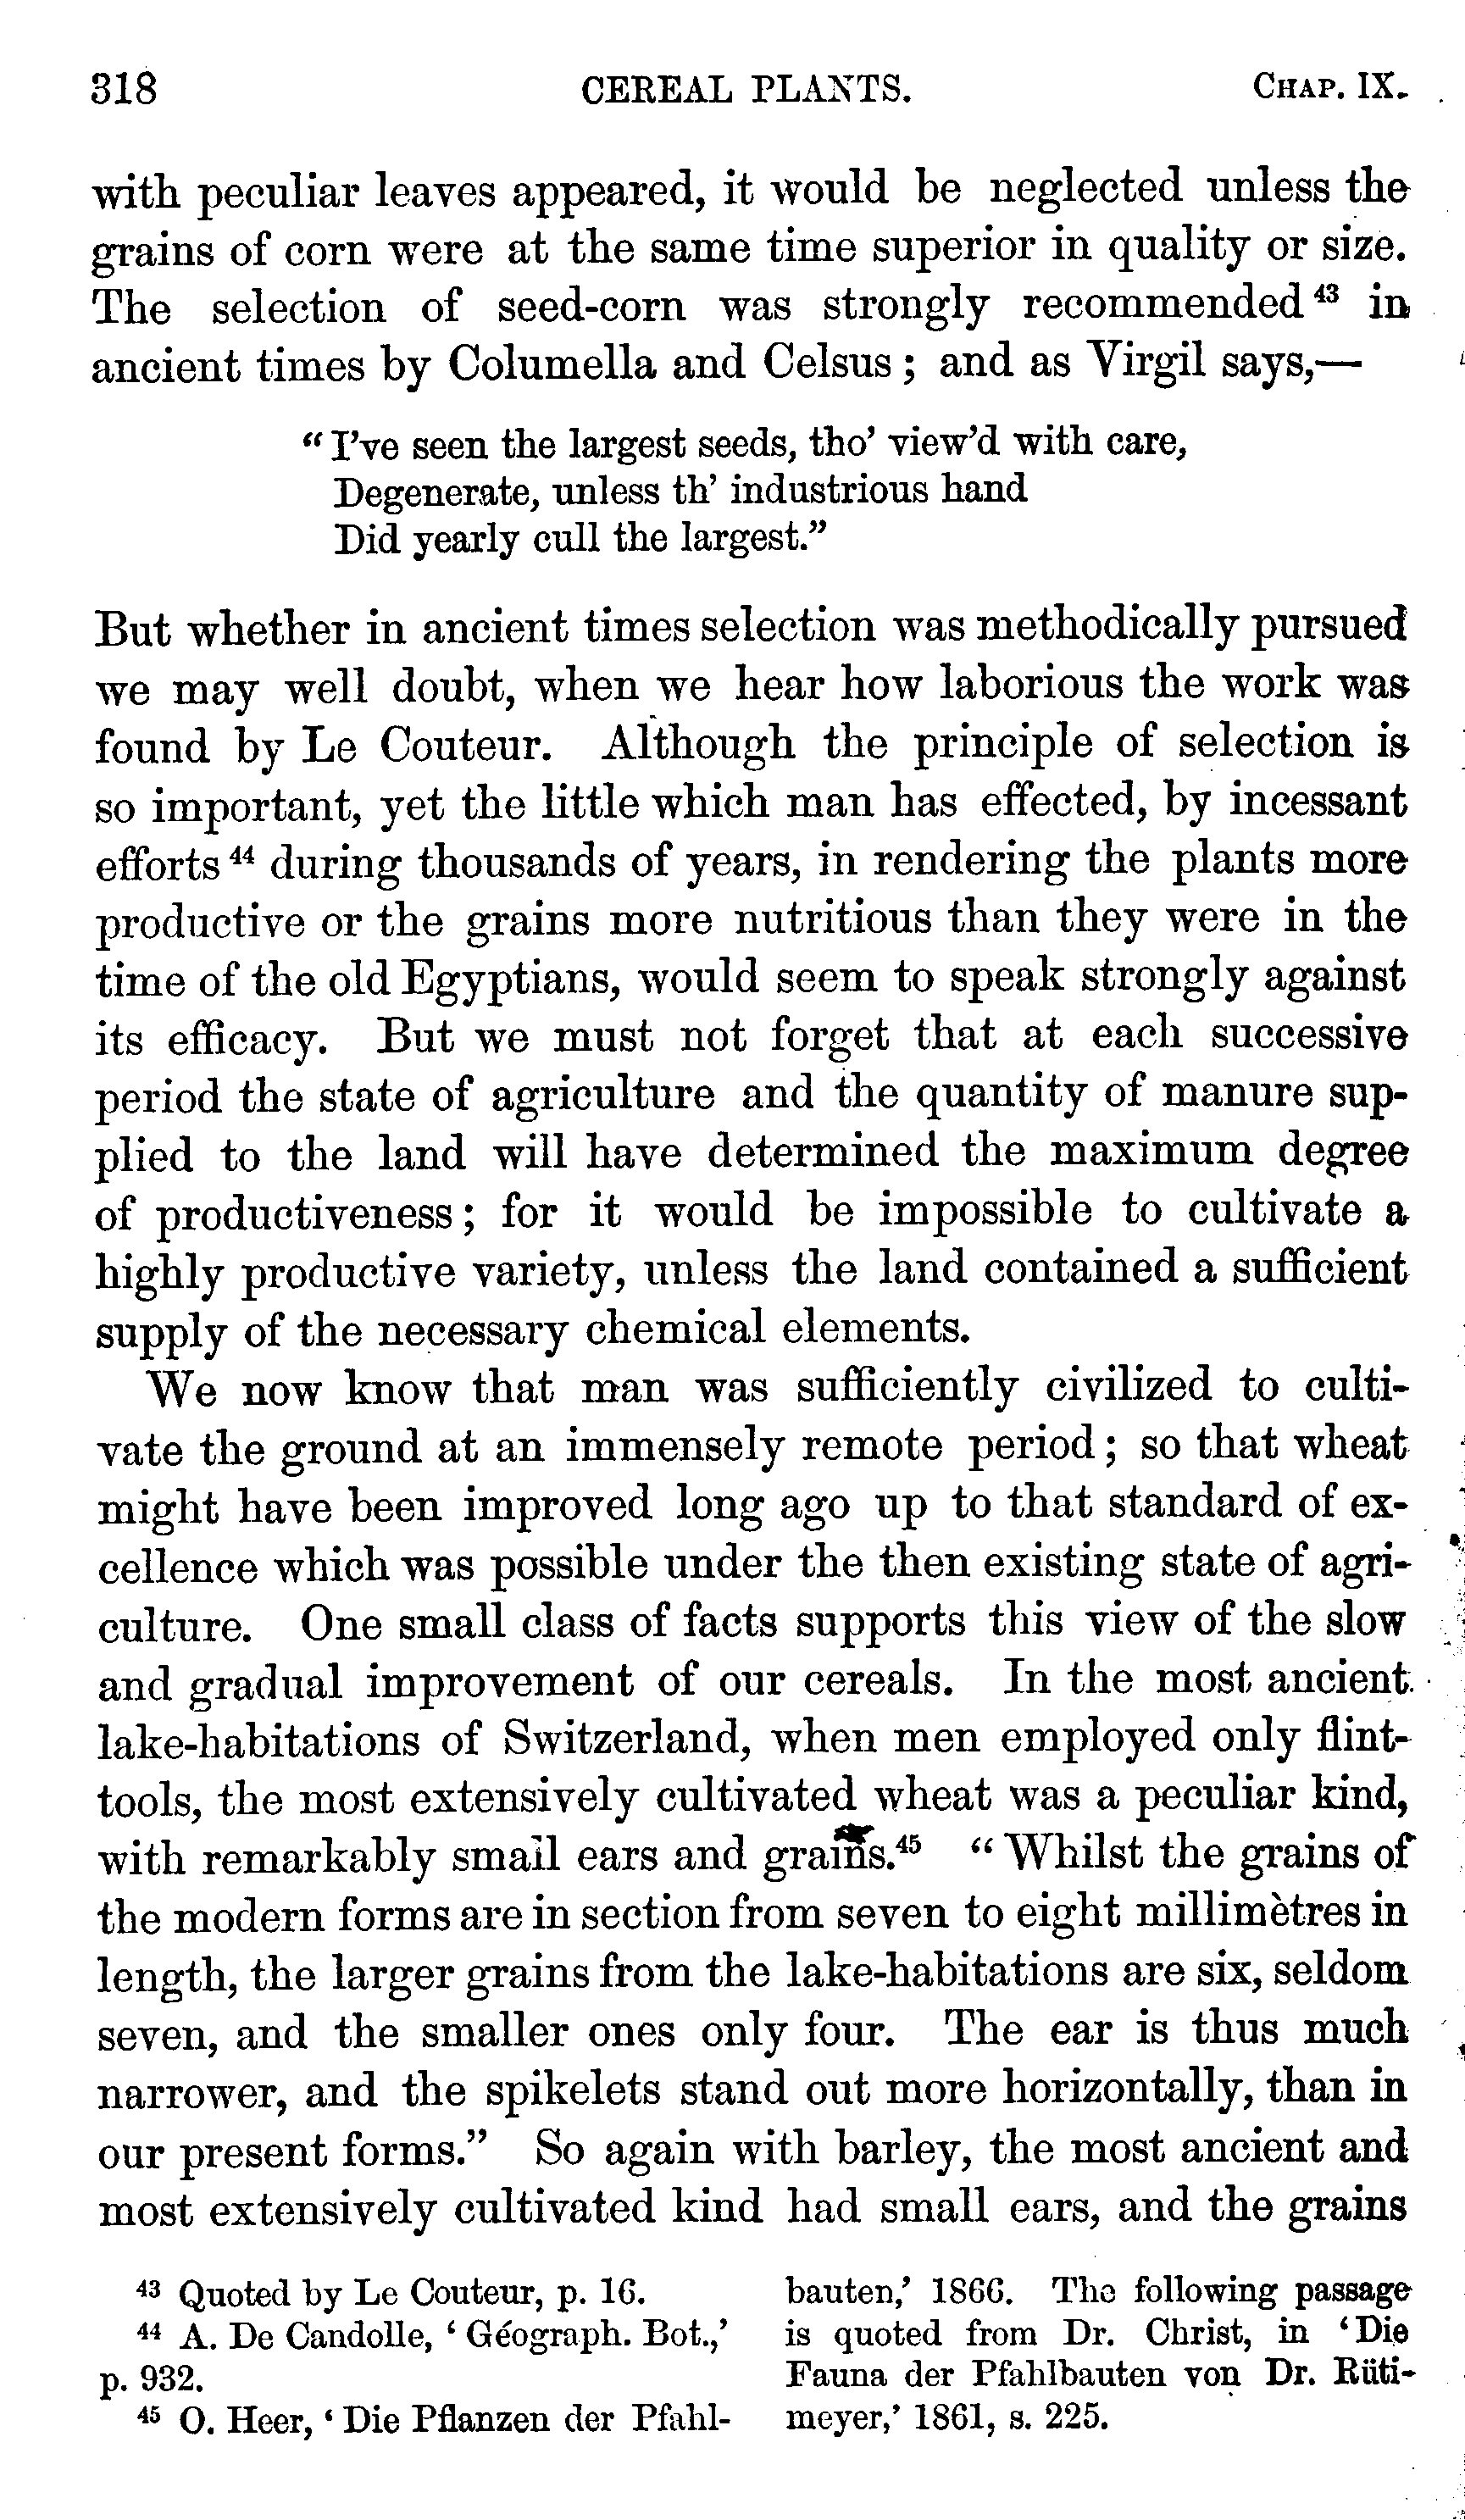 318 CEREAL PLANTS. CHAP. IX.
with peculiar leaves appeared, it would be neglected unless the
grains of corn were at the same time superior in quality or size.
The selection of seed-corn was strongly recommended 43 in
ancient times by Columella and Celsus; and as Virgil says,—
“I've seen the largest seeds, tho' view'd with care,
Degenerate, unless th' industrious hand
Did yearly cull the largest.”
But whether in ancient times selection was methodically pursued
we may well doubt, when we hear how laborious the work was
found by Le Couteur. Although the principle of selection is
so important, yet the little which man has effected, by incessant
efforts 44 during thousands of years, in rendering the plants more
productive or the grains more nutritious than they were in the
time of the old Egyptians, would seem to speak strongly against
its efficacy. But we must not forget that at each successive
period the state of agriculture and the quantity of manure sup-
plied to the land will have determined the maximum degree
of productiveness; for it would be impossible to cultivate a
highly productive variety, unless the land contained a sufficient
supply of the necessary chemical elements.
We now know that man was sufficiently civilized to culti-
vate the ground at an immensely remote period; so that wheat
might have been improved long ago up to that standard of ex-
cellence which was possible under the then existing state of agri-
culture. One small class of facts supports this view of the slow
and gradual improvement of our cereals. In the most ancient
lake-habitations of Switzerland, when men employed only flint-
tools, the most extensively cultivated wheat was a peculiar kind,
with remarkably small ears and grains.45 “Whilst the grains of
the modern forms are in section from seven to eight millimètres in
length, the larger grains from the lake-habitations are six, seldom
seven, and the smaller ones only four. The ear is thus much
narrower, and the spikelets stand out more horizontally, than in
our present forms.” So again with barley, the most ancient and
most extensively cultivated kind had small ears, and the grains
43 Quoted by Le Couteur, p. 16.
44 A. De Candolle, ‘Géograph. Bot.,’
p. 932.
45 O. Heer, ‘Die Pflanzen der Pfahl-
bauten,’ 1866. The following passage
is quoted from Dr. Christ, in ‘Die
Fauna der Pfahlbauten von Dr. Rüti-
meyer,’ 1861, s. 225.